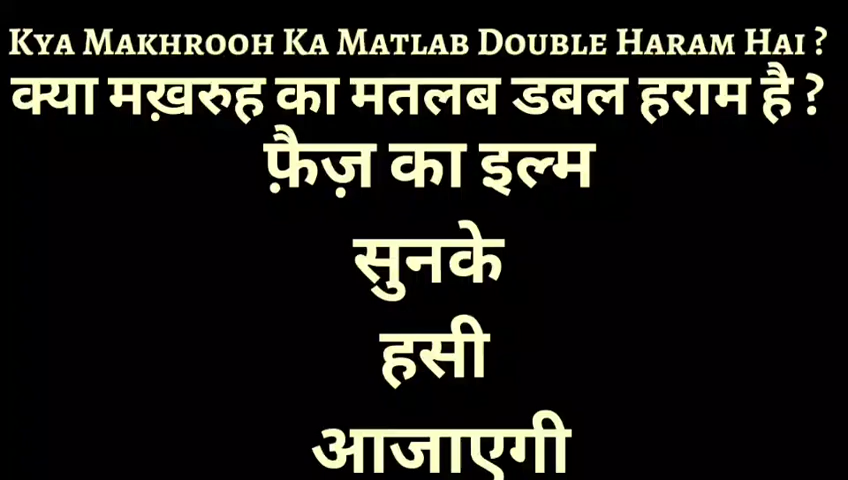 Kya Makhrooh Ka Matlab Double Haram Hai ?
क्या मख़रुह का मतलब डबल हराम है ?
फ़ैज़ का इल्म
सुनके
हसी
आजाएगी